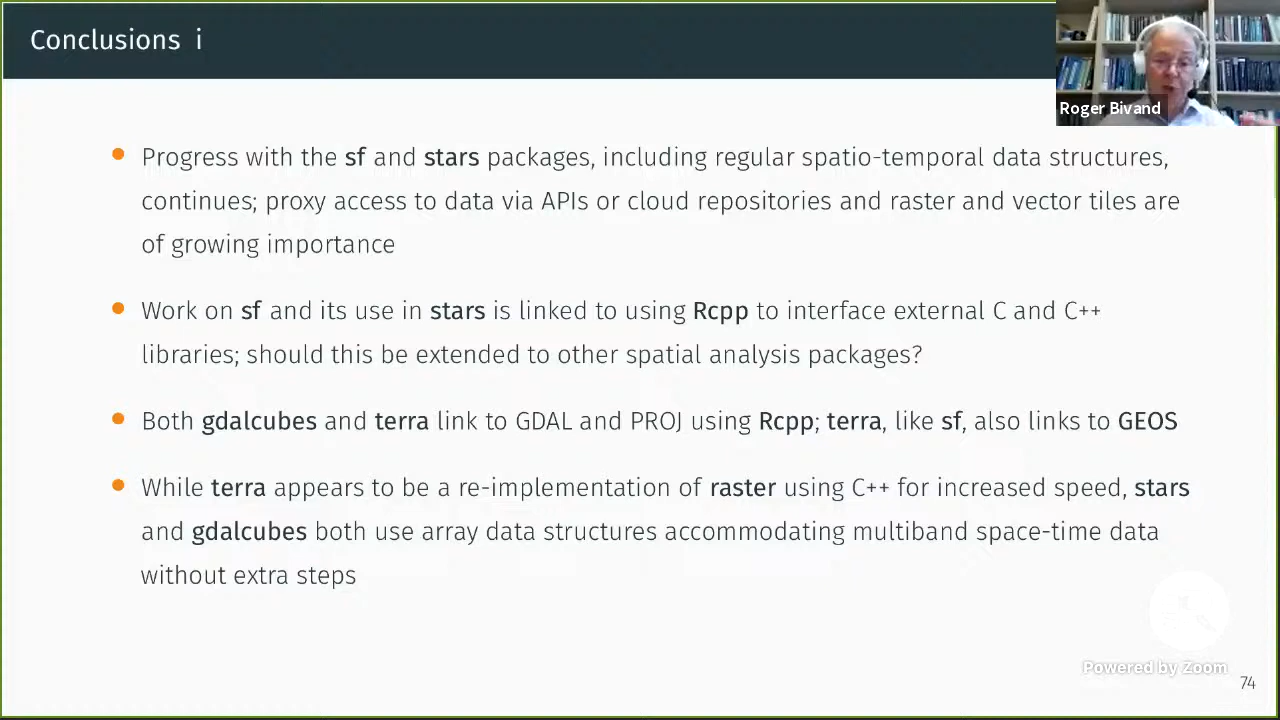 Conclusions i
Roger Bivand
Progress with the sf and stars packages, including regular spatio-temporal data structures,
continues; proxy access to data via APIs or cloud repositories and raster and vector tiles are
of growing importance
Work on sf and its use in stars is linked to using Rcpp to interface external C and C++
libraries; should this be extended to other spatial analysis packages?
Both gdalcubes and terra link to GDAL and PROJ using Rcpp; terra, like sf, also links to GEOS
While terra appears to be a re-implementation of raster using C++ for increased speed, stars
and gdalcubes both use array data structures accommodating multiband space-time data
without extra steps
Powered by Zoom
74